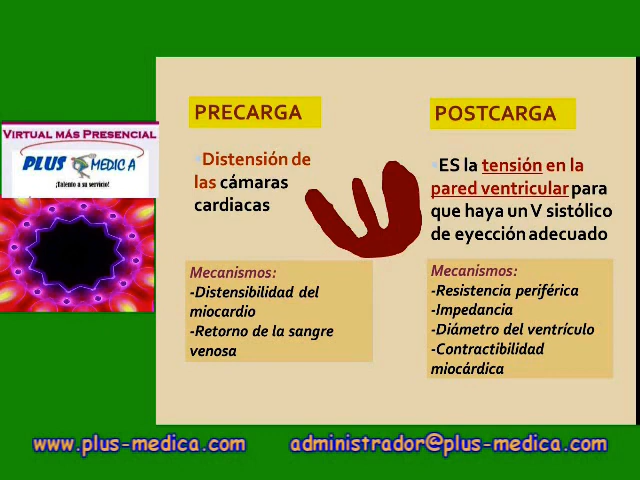 VIRTUAL MÁS PRESENCIAL
PLUS MEDICA
¡Talento a su servicio!
PRECARGA
Distensión de
las cámaras
cardiacas
Mecanismos:
-Distensibilidad del
miocardio
-Retorno de la sangre
venosa
POSTCARGA
ES la tensión en la
pared ventricular para
que haya un V sistólico
de eyección adecuado
Mecanismos:
-Resistencia periférica
-Impedancia
-Diámetro del ventrículo
-Contractibilidad
miocárdica
www.plus-medica.com
administrador@plus-medica.com